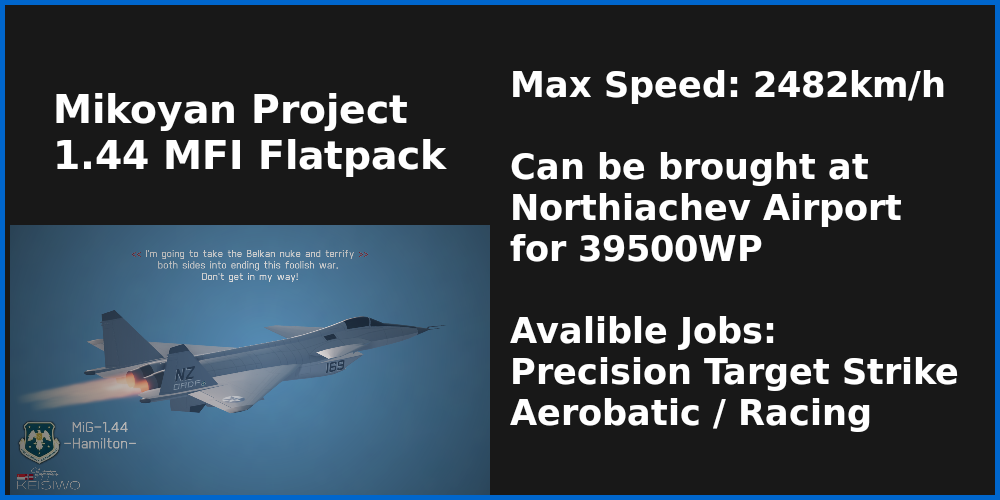 Mikoyan Project
1.44 MFI Flatpack
<< I'm going to take the Belkan nuke and terrify >>
both sides into ending this foolish war.
Don't get in my way!
NZ
169
MiG-1.44
-Hamilton-
KEISIWO
Max Speed: 2482km/h
Can be brought at
Northiachev Airport
for 39500WP
Avalible Jobs:
Precision Target Strike
Aerobatic / Racing